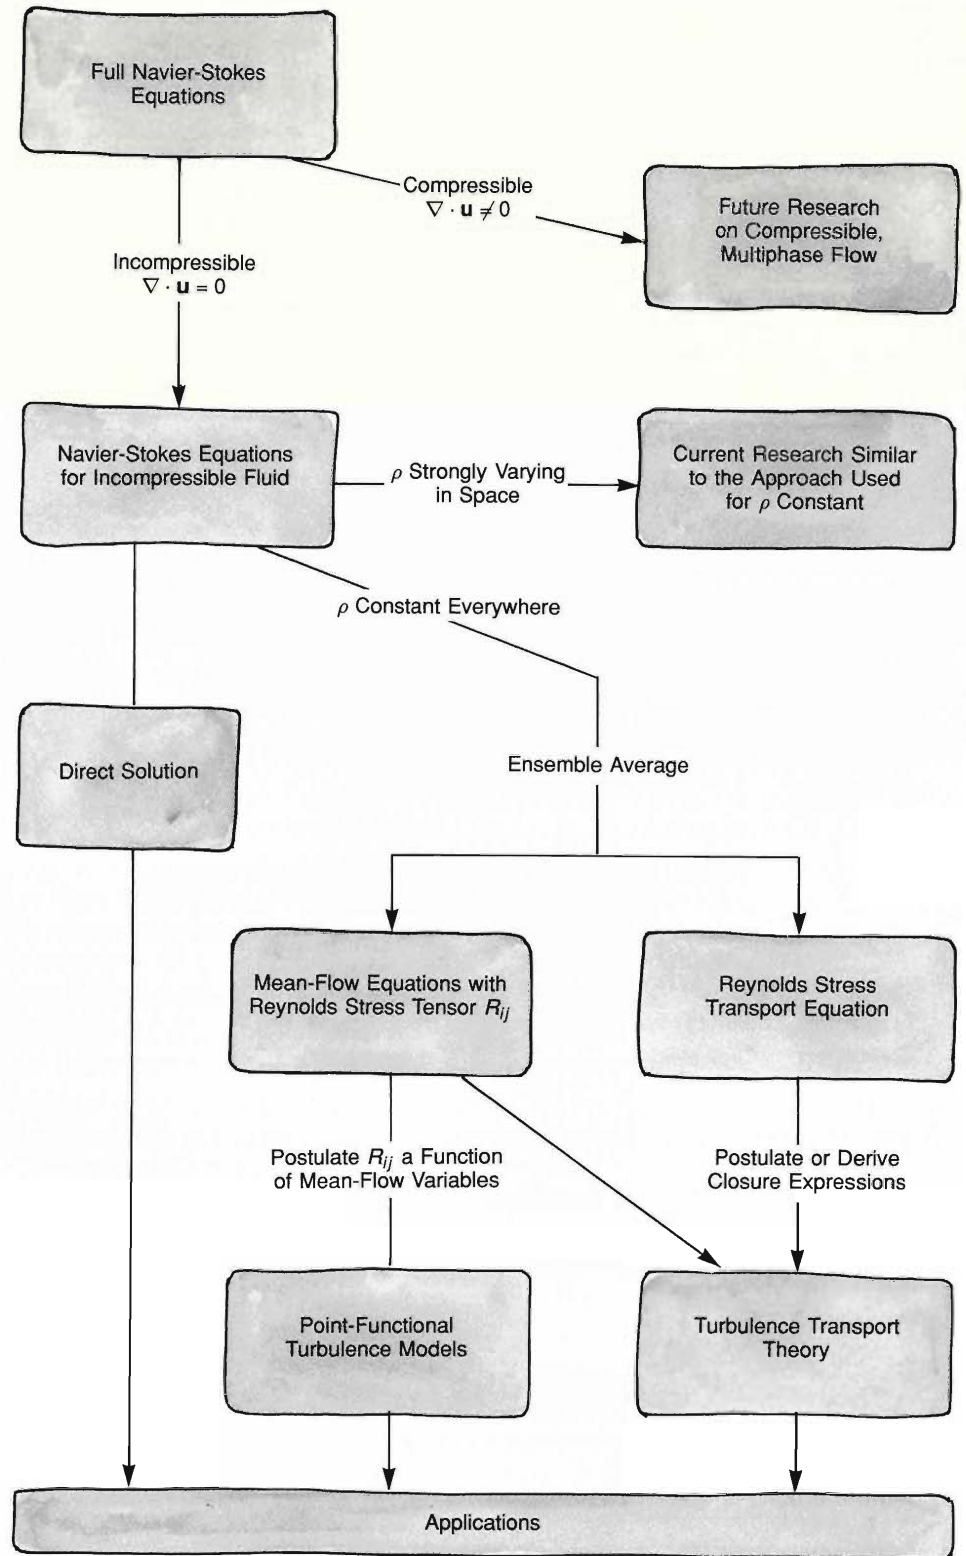 Full Navier-Stokes
Equations
Compressible
∇ · u ≠ 0
Future Research
on Compressible,
Multiphase Flow
Incompressible
∇ · u = 0
Navier-Stokes Equations
for Incompressible Fluid
ρ Strongly Varying
in Space
Current Research Similar
to the Approach Used
for ρ Constant
ρ Constant Everywhere
Direct Solution
Ensemble Average
Mean-Flow Equations with
Reynolds Stress Tensor Rij
Reynolds Stress
Transport Equation
Postulate Rij a Function
of Mean-Flow Variables
Postulate or Derive
Closure Expressions
Point-Functional
Turbulence Models
Turbulence Transport
Theory
Applications